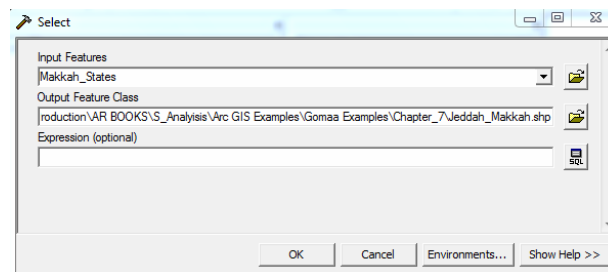 Select
Input Features
Makkah_States
Output Feature Class
roduction\AR BOOKS\S_Analyisis\Arc GIS Examples\Gomaa Examples\Chapter_7\Jeddah_Makkah.shp
Expression (optional)
SQL
OK Cancel Environments... Show Help >>